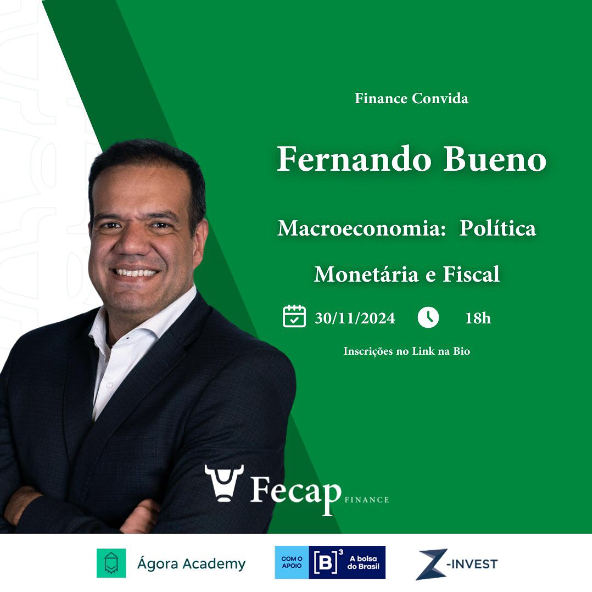 Finance Convida
Fernando Bueno
Macroeconomia: Política
Monetária e Fiscal
30/11/2024 18h
Inscrições no Link na Bio
Fecap FINANCE
Ágora Academy
COM O
APOIO
[B]³
A bolsa
do Brasil
Z-INVEST